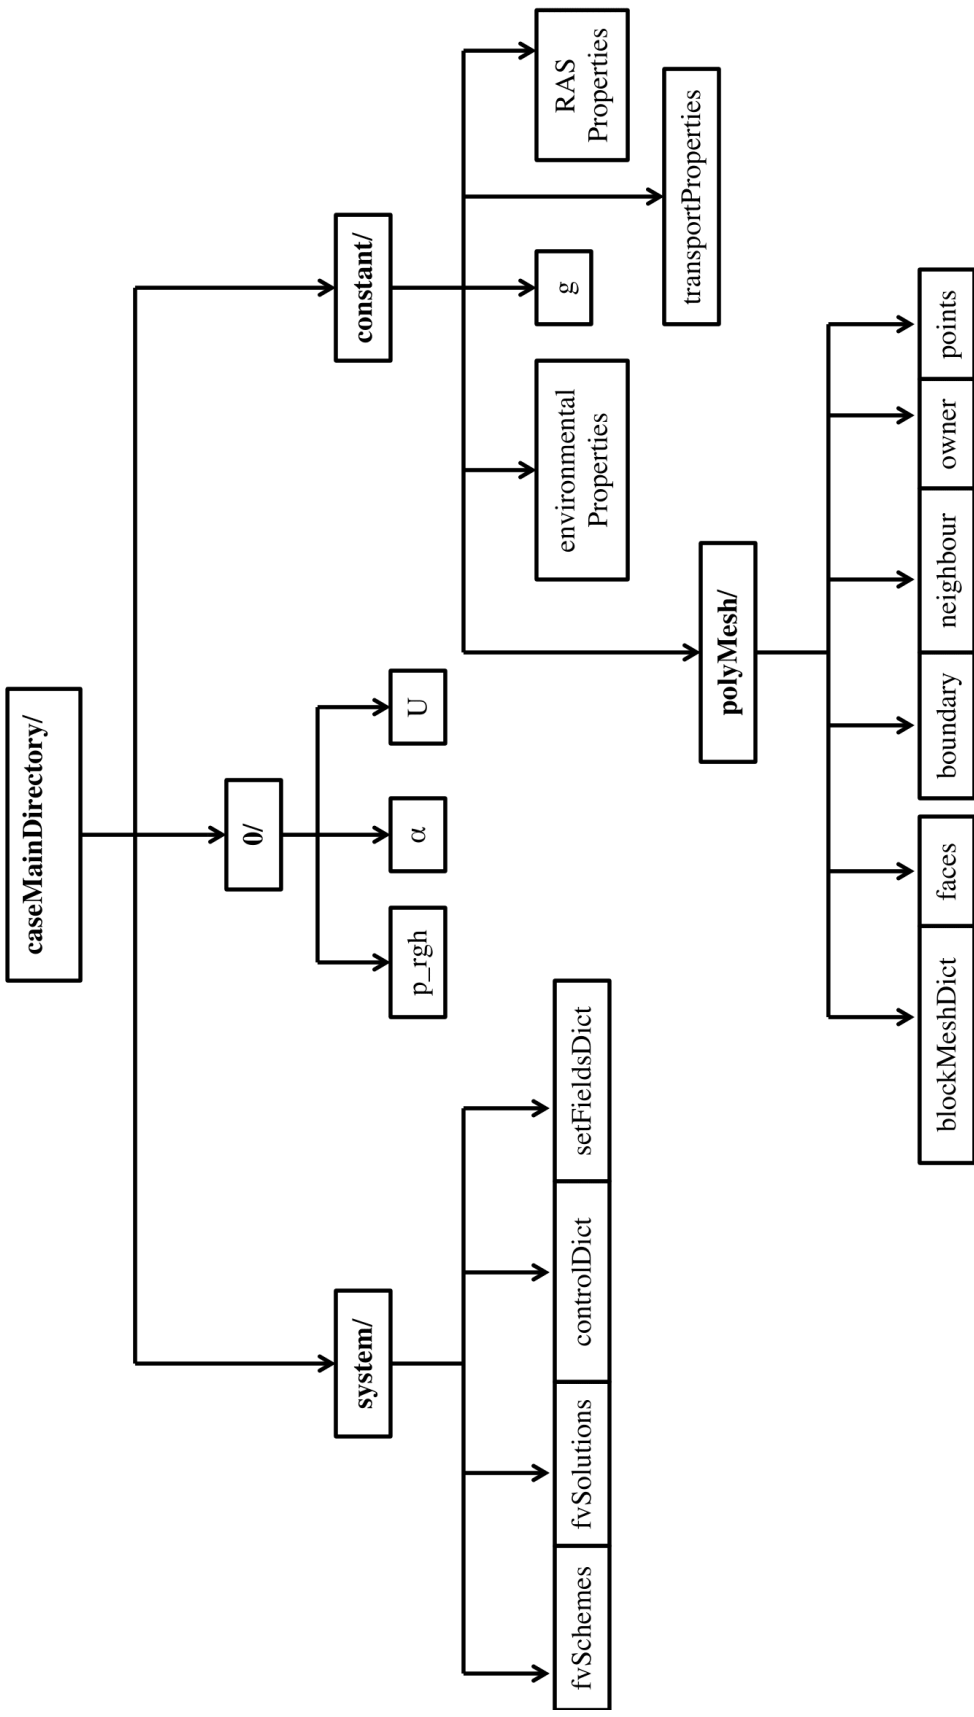 caseMainDirectory/
system/
0/
constant/
fvSchemes
fvSolutions
controlDict
setFieldsDict
p_rgh
α
U
environmental
Properties
g
transportProperties
RAS
Properties
polyMesh/
blockMeshDict
faces
boundary
neighbour
owner
points